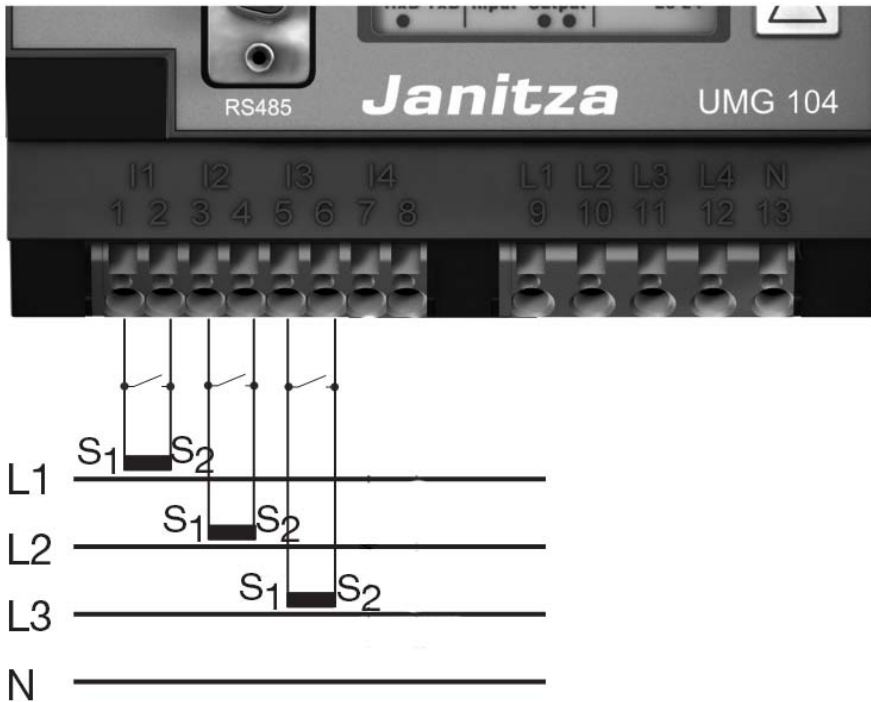 RS485
Janitza UMG 104
I1 I2 I3 I4 L1 L2 L3 L4 N
1 2 3 4 5 6 7 8 9 10 11 12 13
S1 S2
L1
S1 S2
L2
S1 S2
L3
N